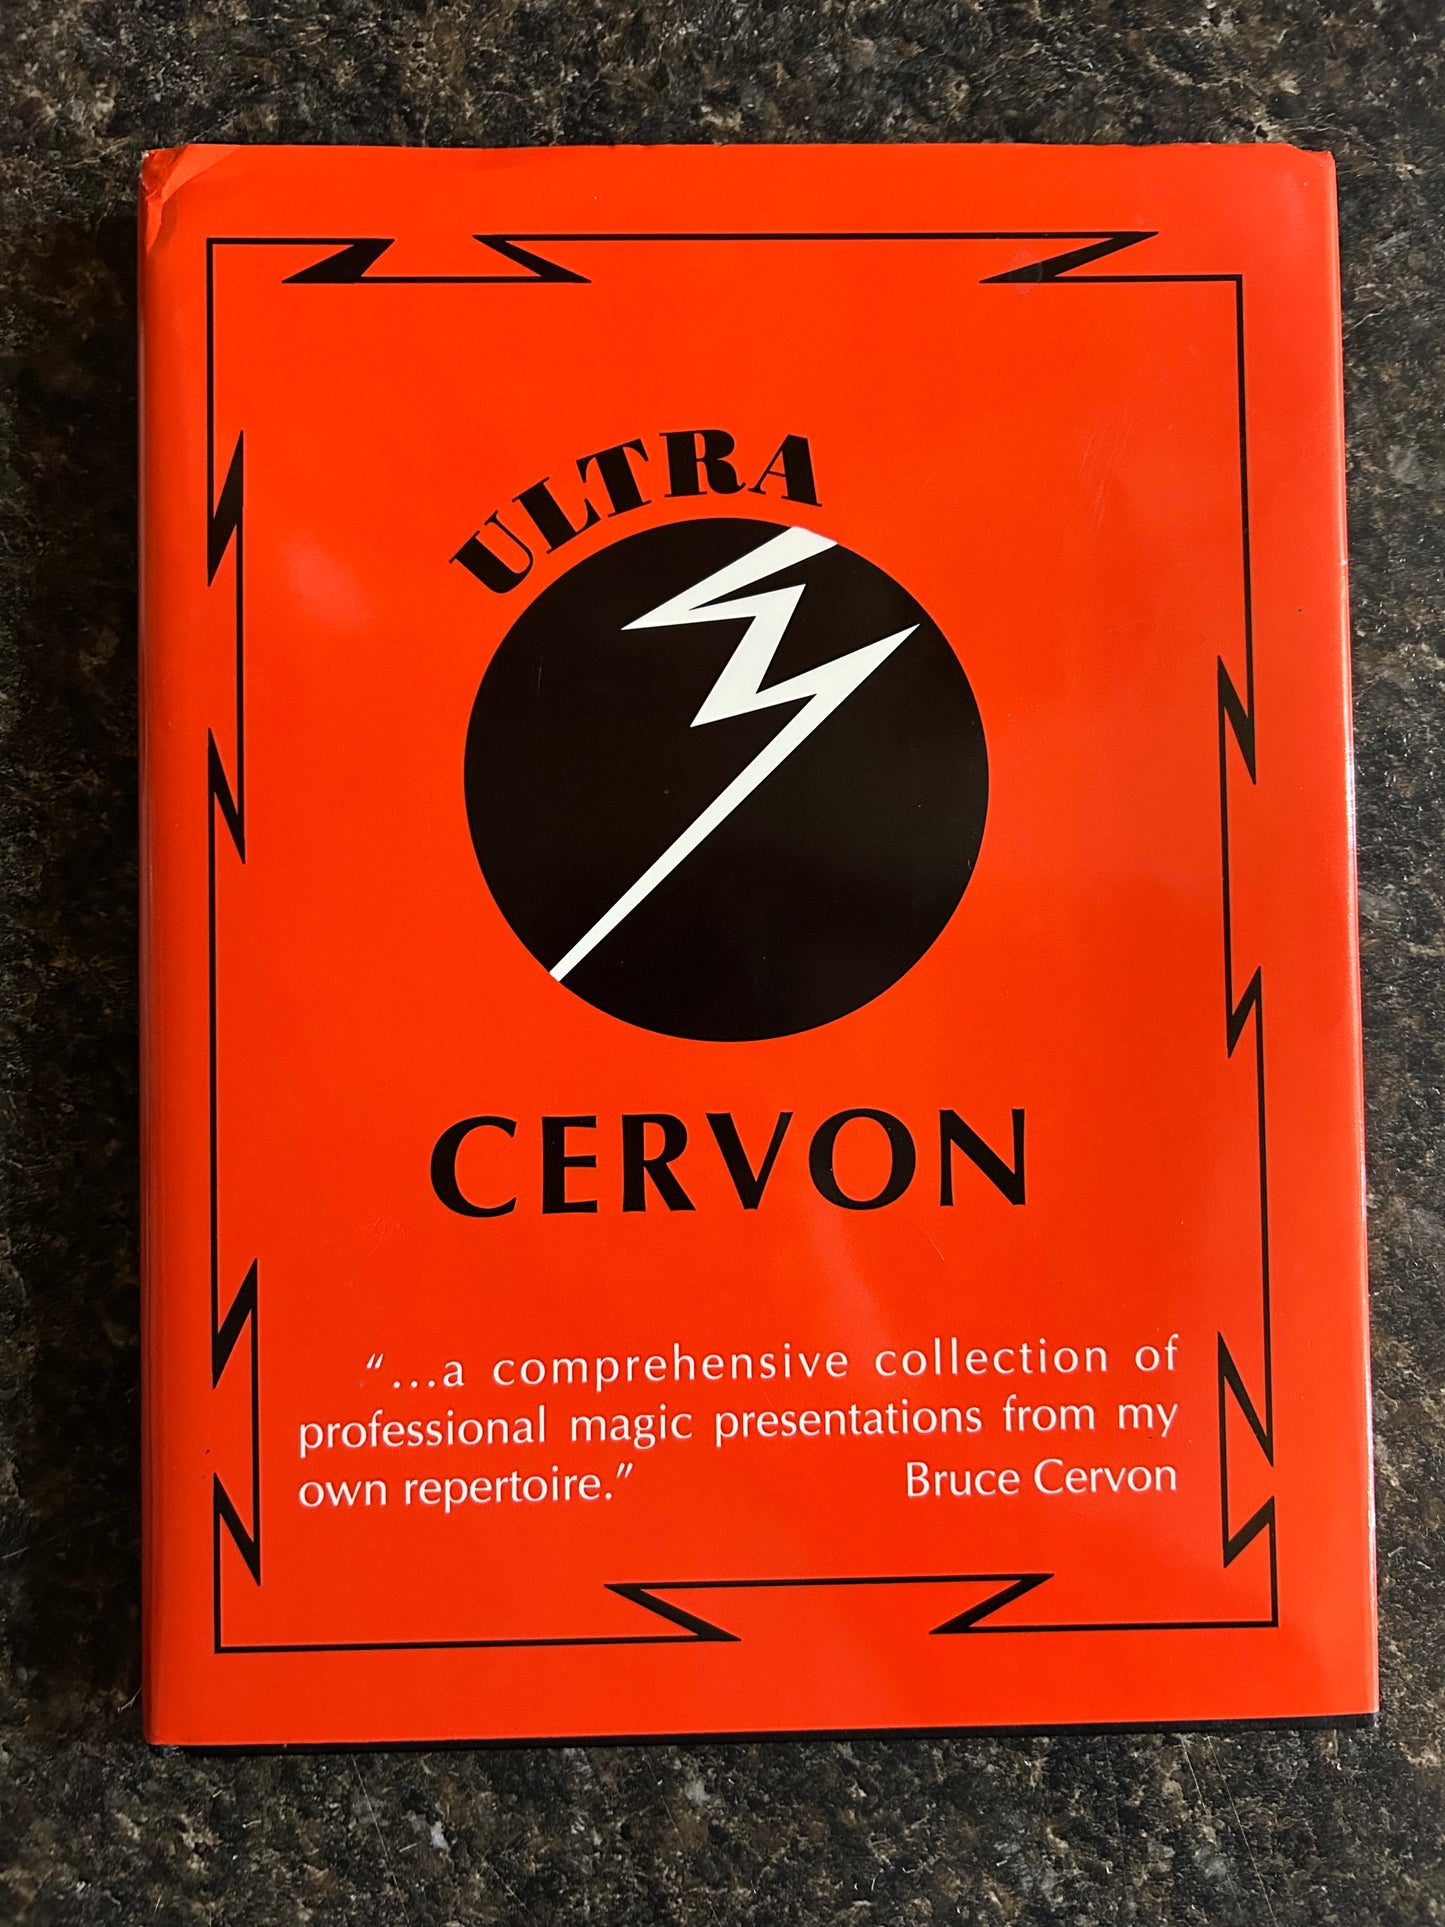 ULTRA
CERVON
"...a comprehensive collection of
professional magic presentations from my
own repertoire." Bruce Cervon